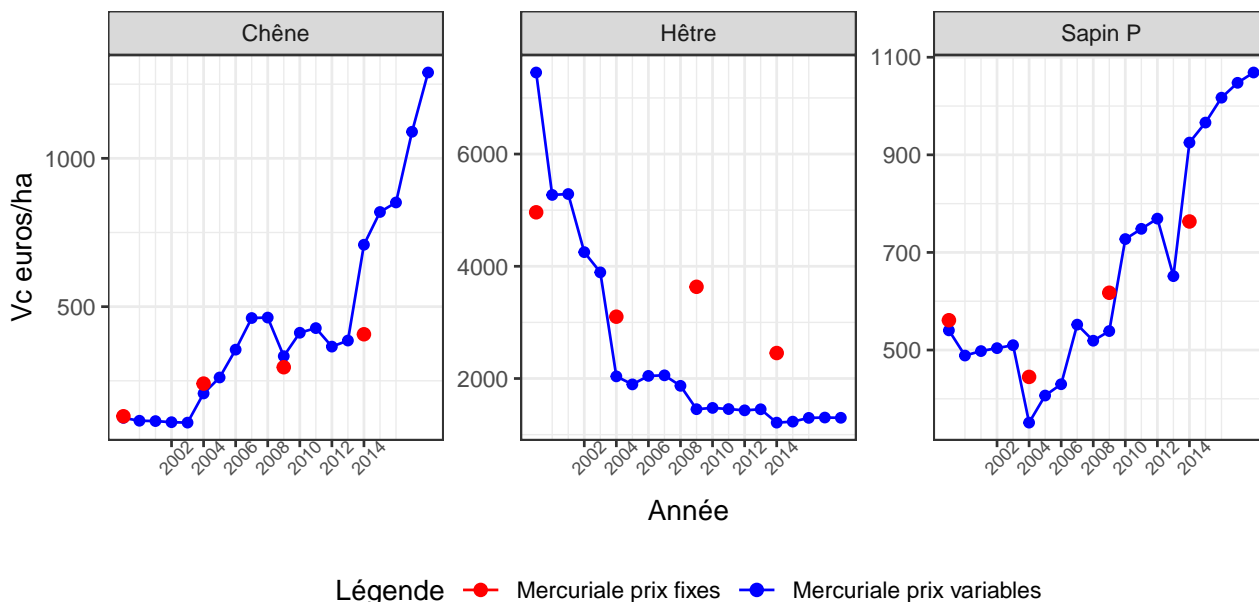 Chêne Hêtre Sapin P
Vc euros/ha
1000
500
6000
4000
2000
1100
900
700
500
2002 2004 2006 2008 2010 2012 2014
2002 2004 2006 2008 2010 2012 2014
2002 2004 2006 2008 2010 2012 2014
Année
Légende Mercuriale prix fixes Mercuriale prix variables